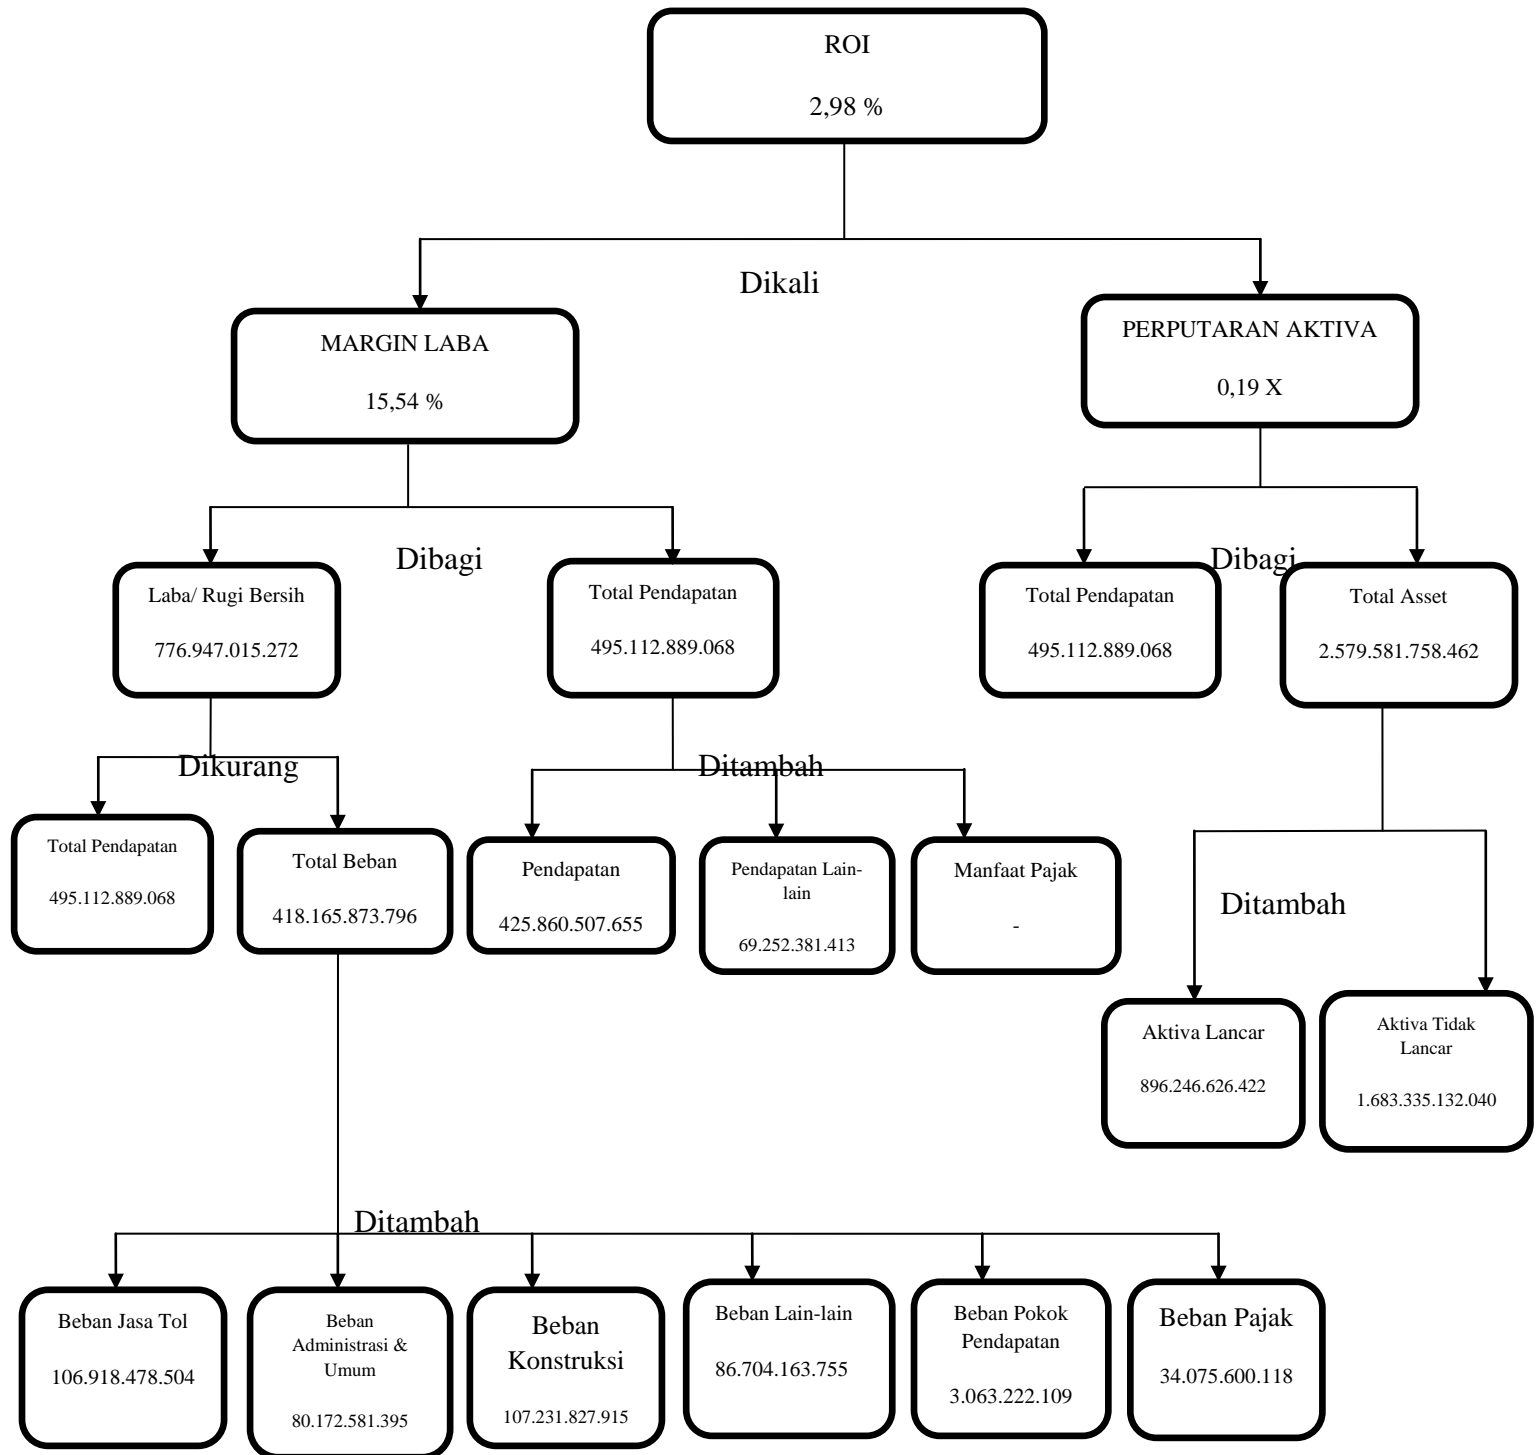 ROI
2,98 %
Dikali
MARGIN LABA
15,54 %
PERPUTARAN AKTIVA
0,19 X
Dibagi
Dibagi
Laba/ Rugi Bersih
776.947.015.272
Total Pendapatan
495.112.889.068
Total Pendapatan
495.112.889.068
Total Asset
2.579.581.758.462
Dikurang
Ditambah
Total Pendapatan
495.112.889.068
Total Beban
418.165.873.796
Pendapatan
425.860.507.655
Pendapatan Lain-
lain
69.252.381.413
Manfaat Pajak
-
Ditambah
Aktiva Lancar
896.246.626.422
Aktiva Tidak
Lancar
1.683.335.132.040
Ditambah
Beban Jasa Tol
106.918.478.504
Beban
Administrasi &
Umum
80.172.581.395
Beban
Konstruksi
107.231.827.915
Beban Lain-lain
86.704.163.755
Beban Pokok
Pendapatan
3.063.222.109
Beban Pajak
34.075.600.118